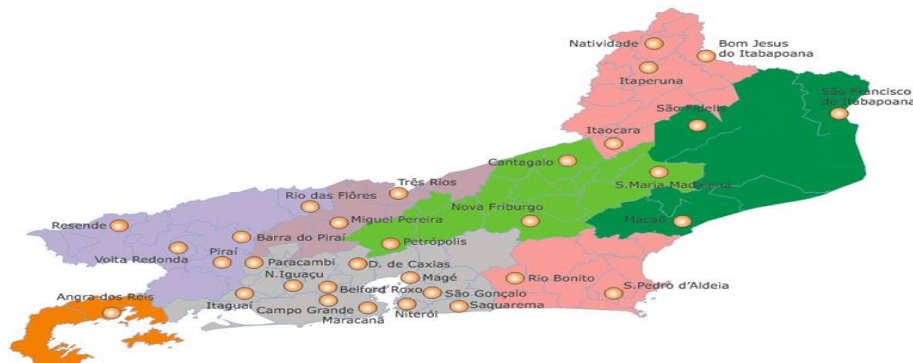 Natividade
Bom Jesus
do Itabapoana
Itaperuna
São Francisco
de Itabapoana
São Fidelis
Itaocara
Cantagalo
S.Maria Madalena
Três Rios
Rio das Flôres
Nova Friburgo
Macaé
Miguel Pereira
Resende
Barra do Piraí
Petrópolis
Volta Redonda
Piraí
Paracambi
D. de Caxias
N.Iguaçu
Magé
Rio Bonito
Belford Roxo
São Gonçalo
S.Pedro d'Aldeia
Angra dos Reis
Itaguaí
Campo Grande
Saquarema
Maracanã
Niterói